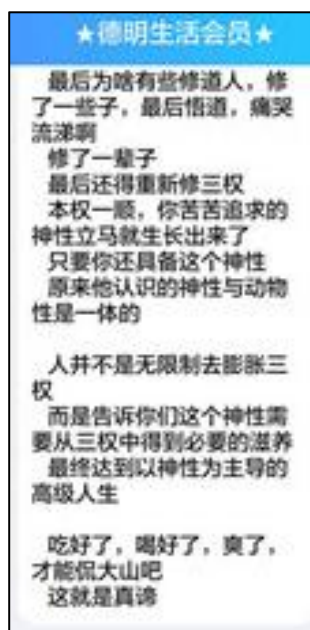 ★德明生活会员★
最后为啥有些修道人，修
了一些子，最后悟道，痛哭
流涕啊
修了一辈子
最后还得重新修三权
本权一顺，你苦苦追求的
神性立马就生长出来了
只要你还具备这个神性
原来他认识的神性与动物
性是一体的
人并不是无限制去膨胀三
权
而是告诉你们这个神性需
要从三权中得到必要的滋养
最终达到以神性为主导的
高级人生
吃好了，喝好了，爽了，
才能侃大山吧
这就是真谛